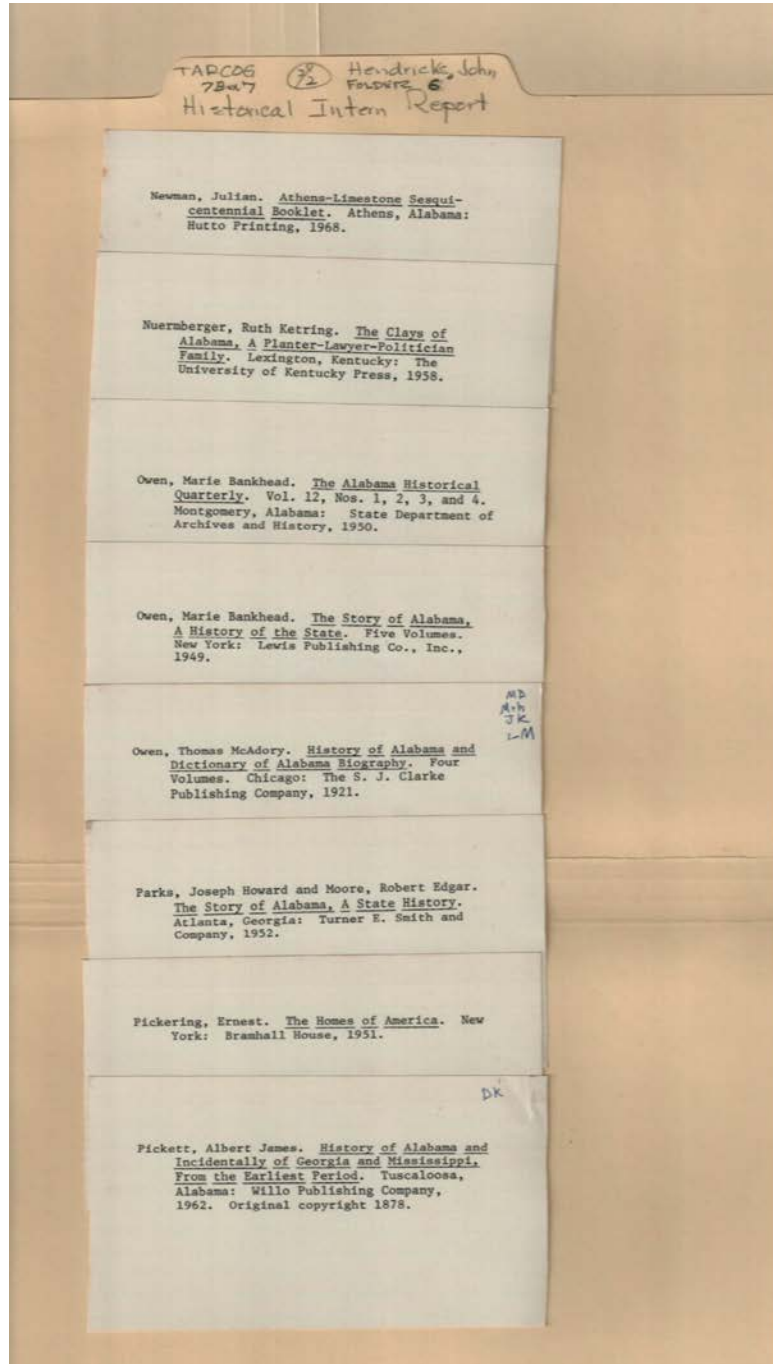 TARCOG
Hendricks, John
FOLDER 6
Historical Intern Report
Newman, Julian. Athens-Limestone Sesqui-
centennial Booklet. Athens, Alabama:
Hutto Printing, 1968.
Nuermberger, Ruth Ketring. The Clays of
Alabama, A Planter-Lawyer-Politician
Family. Lexington, Kentucky: The
University of Kentucky Press, 1958.
Owen, Marie Bankhead. The Alabama Historical
Quarterly. Vol. 12, Nos. 1, 2, 3, and 4.
Montgomery, Alabama: State Department of
Archives and History, 1950.
Owen, Marie Bankhead. The Story of Alabama,
A History of the State. Five Volumes.
New York: Lewis Publishing Co., Inc.,
1949.
MD
JK
LM
Owen, Thomas McAdory. History of Alabama and
Dictionary of Alabama Biography. Four
Volumes. Chicago: The S. J. Clarke
Publishing Company, 1921.
Parks, Joseph Howard and Moore, Robert Edgar.
The Story of Alabama, A State History.
Atlanta, Georgia: Turner E. Smith and
Company, 1952.
Pickering, Ernest. The Homes of America. New
York: Bramhall House, 1951.
DK
Pickett, Albert James. History of Alabama and
Incidentally of Georgia and Mississippi,
From the Earliest Period. Tuscaloosa,
Alabama: Willo Publishing Company,
1962. Original copyright 1878.